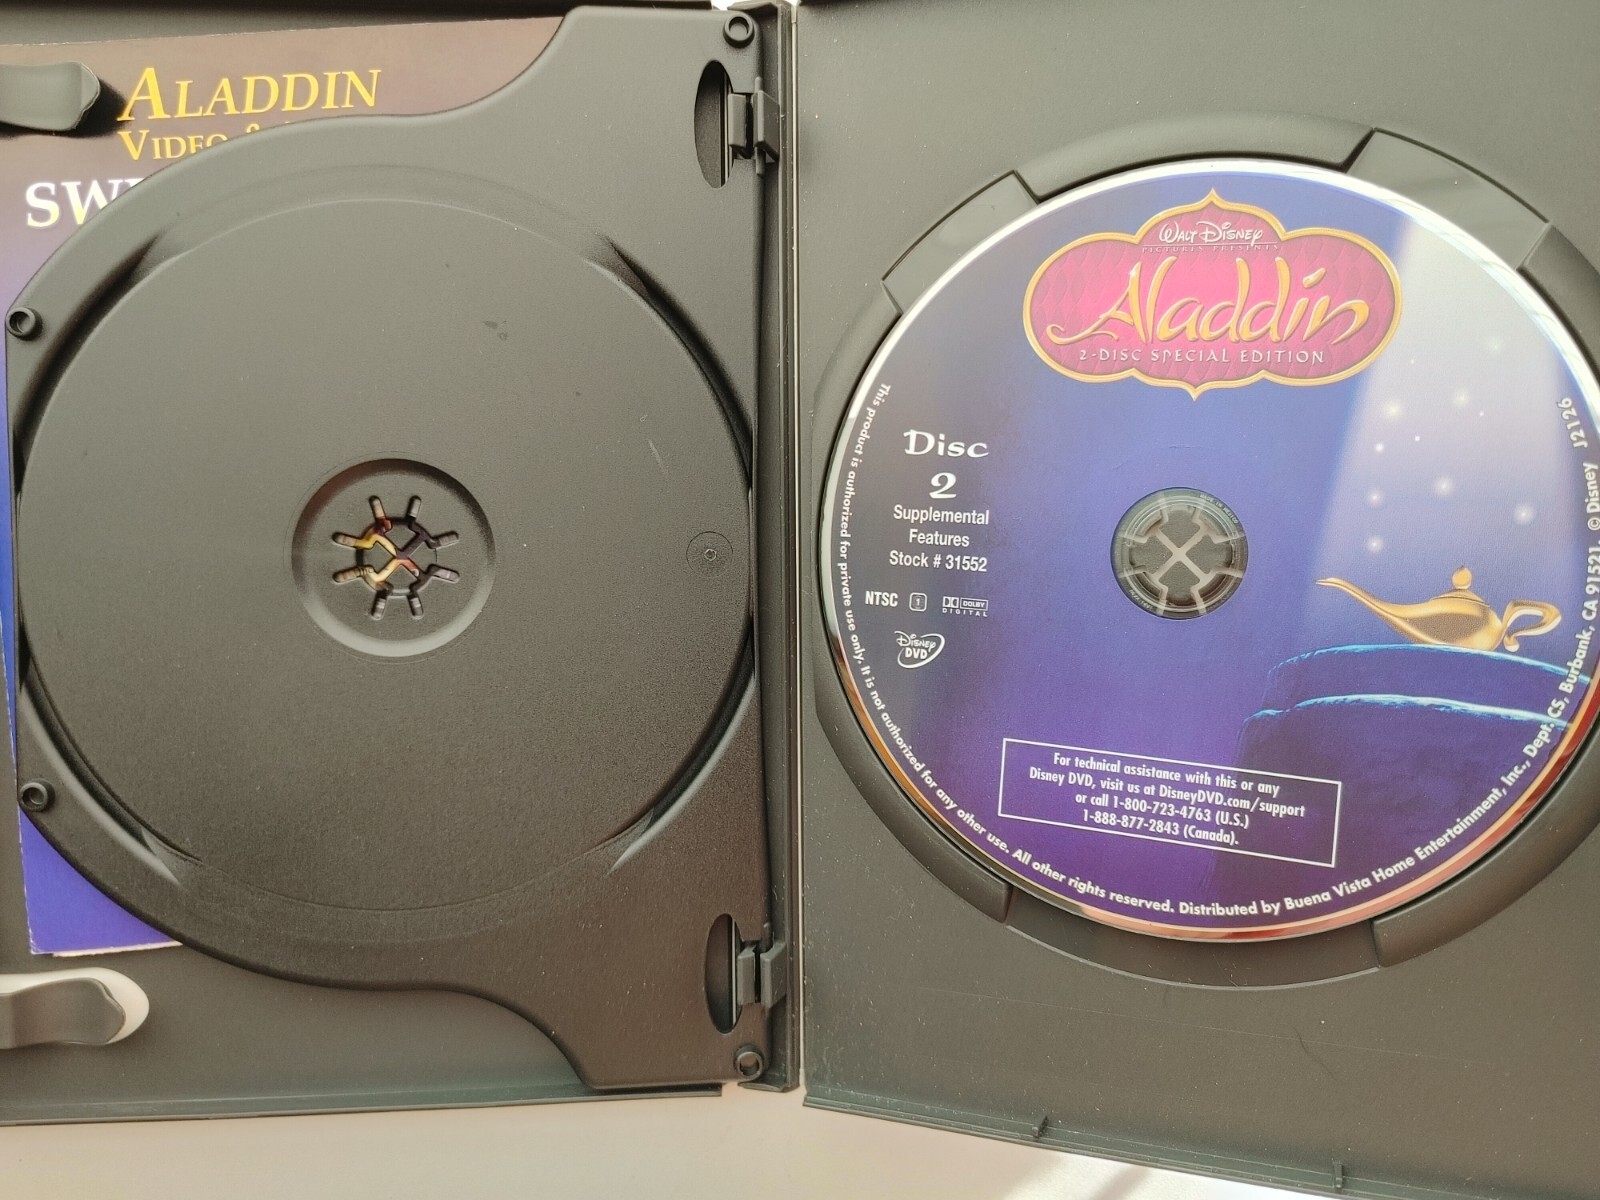 ALADDIN
VIDEO &
SW
WALT DISNEY
PICTURES PRESENTS
Aladdin
2-DISC SPECIAL EDITION
Disc
2
Supplemental
Features
Stock # 31552
NTSC 1 DOLBY
DIGITAL
DISNEY
DVD
For technical assistance with this or any
Disney DVD, visit us at DisneyDVD.com/support
or call 1-800-723-4763 (U.S.)
1-888-877-2843 (Canada).
This product is authorized for private use only. It is not authorized for any other use. All other rights reserved. Distributed by Buena Vista Home Entertainment, Inc., Dept. CS, Burbank, CA 91521. © Disney J2126